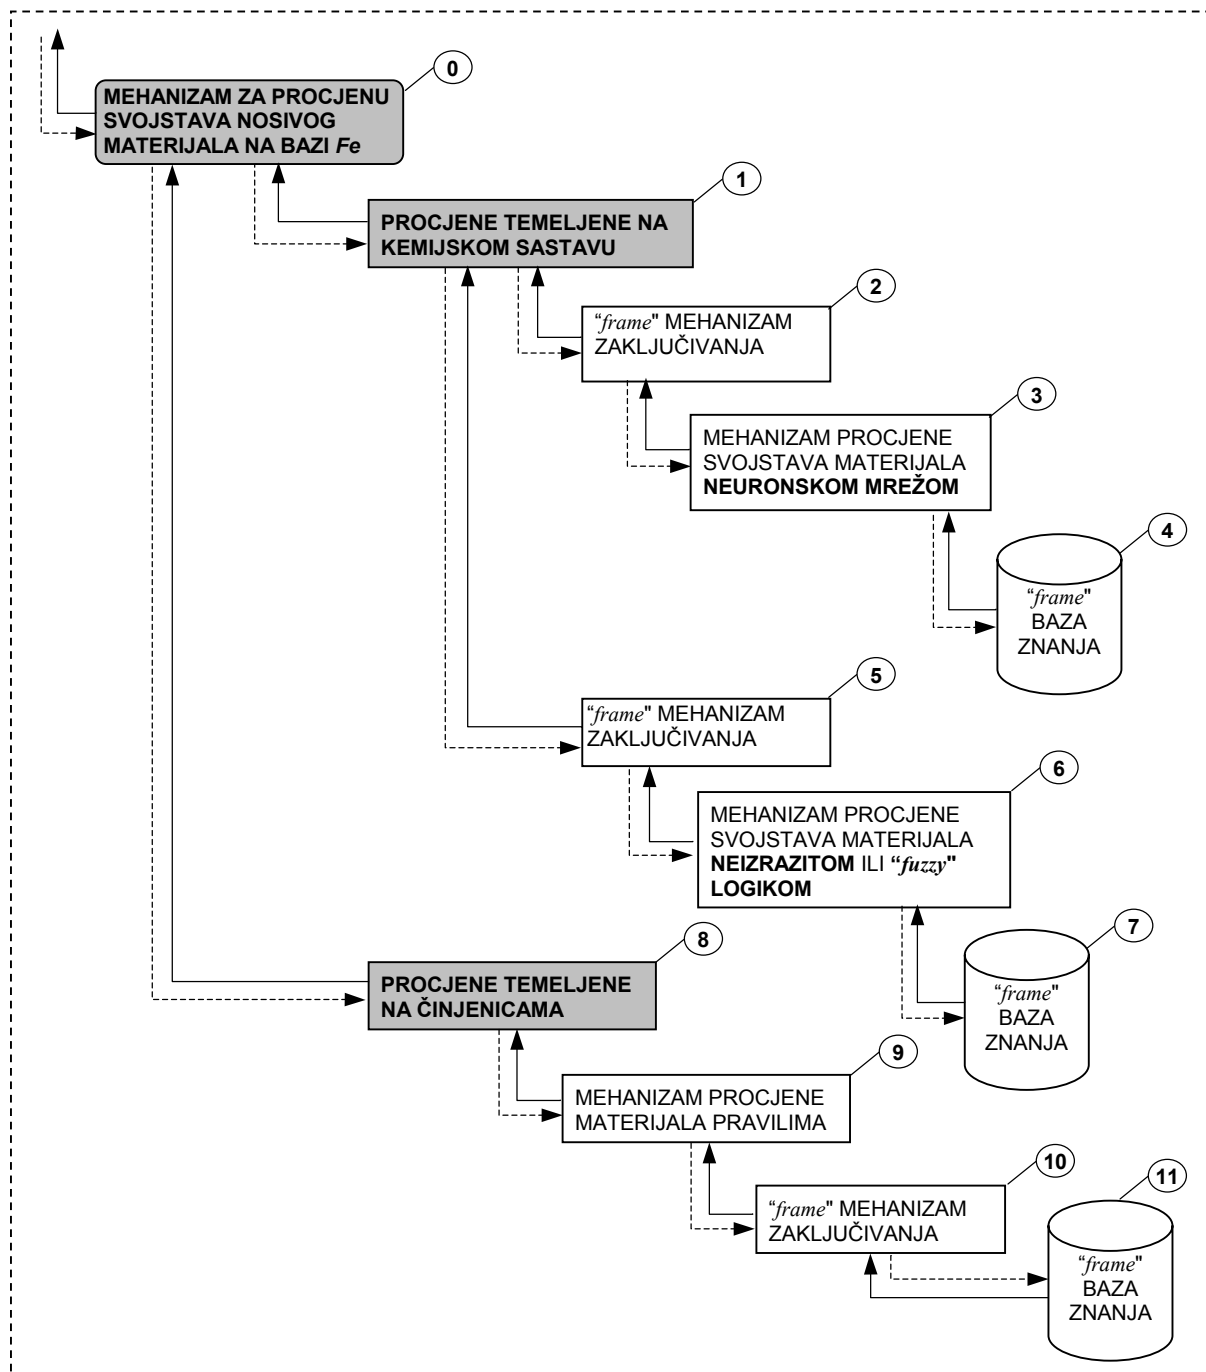 0
MEHANIZAM ZA PROCJENU
SVOJSTAVA NOSIVOG
MATERIJALA NA BAZI Fe
1
PROCJENE TEMELJENE NA
KEMIJSKOM SASTAVU
2
“frame" MEHANIZAM
ZAKLJUČIVANJA
3
MEHANIZAM PROCJENE
SVOJSTAVA MATERIJALA
NEURONSKOM MREŽOM
4
“frame"
BAZA
ZNANJA
5
“frame" MEHANIZAM
ZAKLJUČIVANJA
6
MEHANIZAM PROCJENE
SVOJSTAVA MATERIJALA
NEIZRAZITOM ILI “fuzzy"
LOGIKOM
7
“frame"
BAZA
ZNANJA
8
PROCJENE TEMELJENE
NA ČINJENICAMA
9
MEHANIZAM PROCJENE
MATERIJALA PRAVILIMA
10
“frame" MEHANIZAM
ZAKLJUČIVANJA
11
“frame"
BAZA
ZNANJA